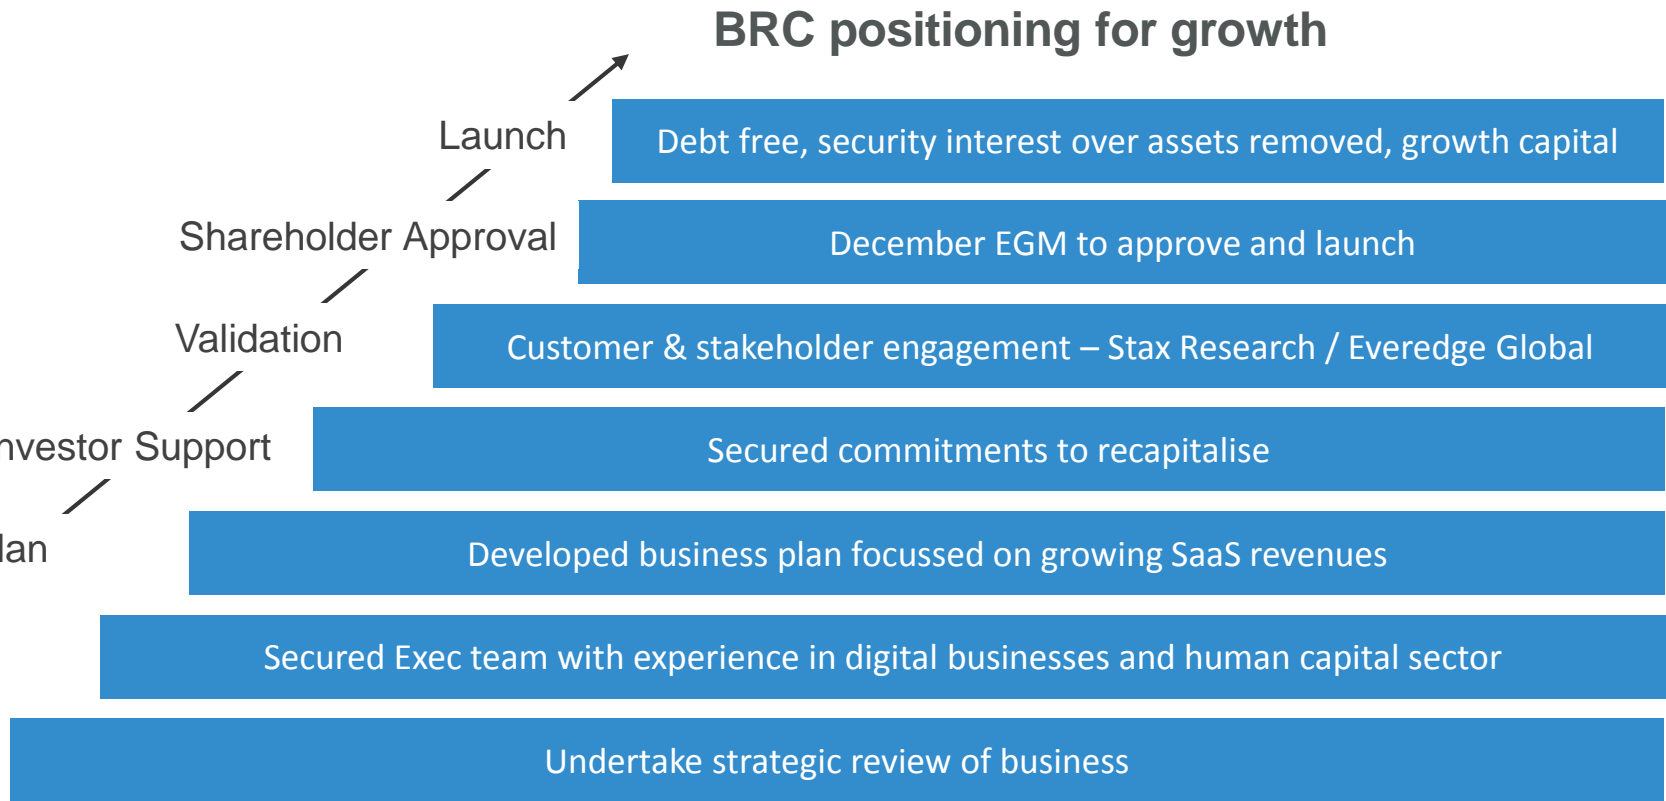 BRC positioning for growth
Launch
Debt free, security interest over assets removed, growth capital
Shareholder Approval
December EGM to approve and launch
Validation
Customer & stakeholder engagement – Stax Research / Everedge Global
nvestor Support
Secured commitments to recapitalise
lan
Developed business plan focussed on growing SaaS revenues
Secured Exec team with experience in digital businesses and human capital sector
Undertake strategic review of business